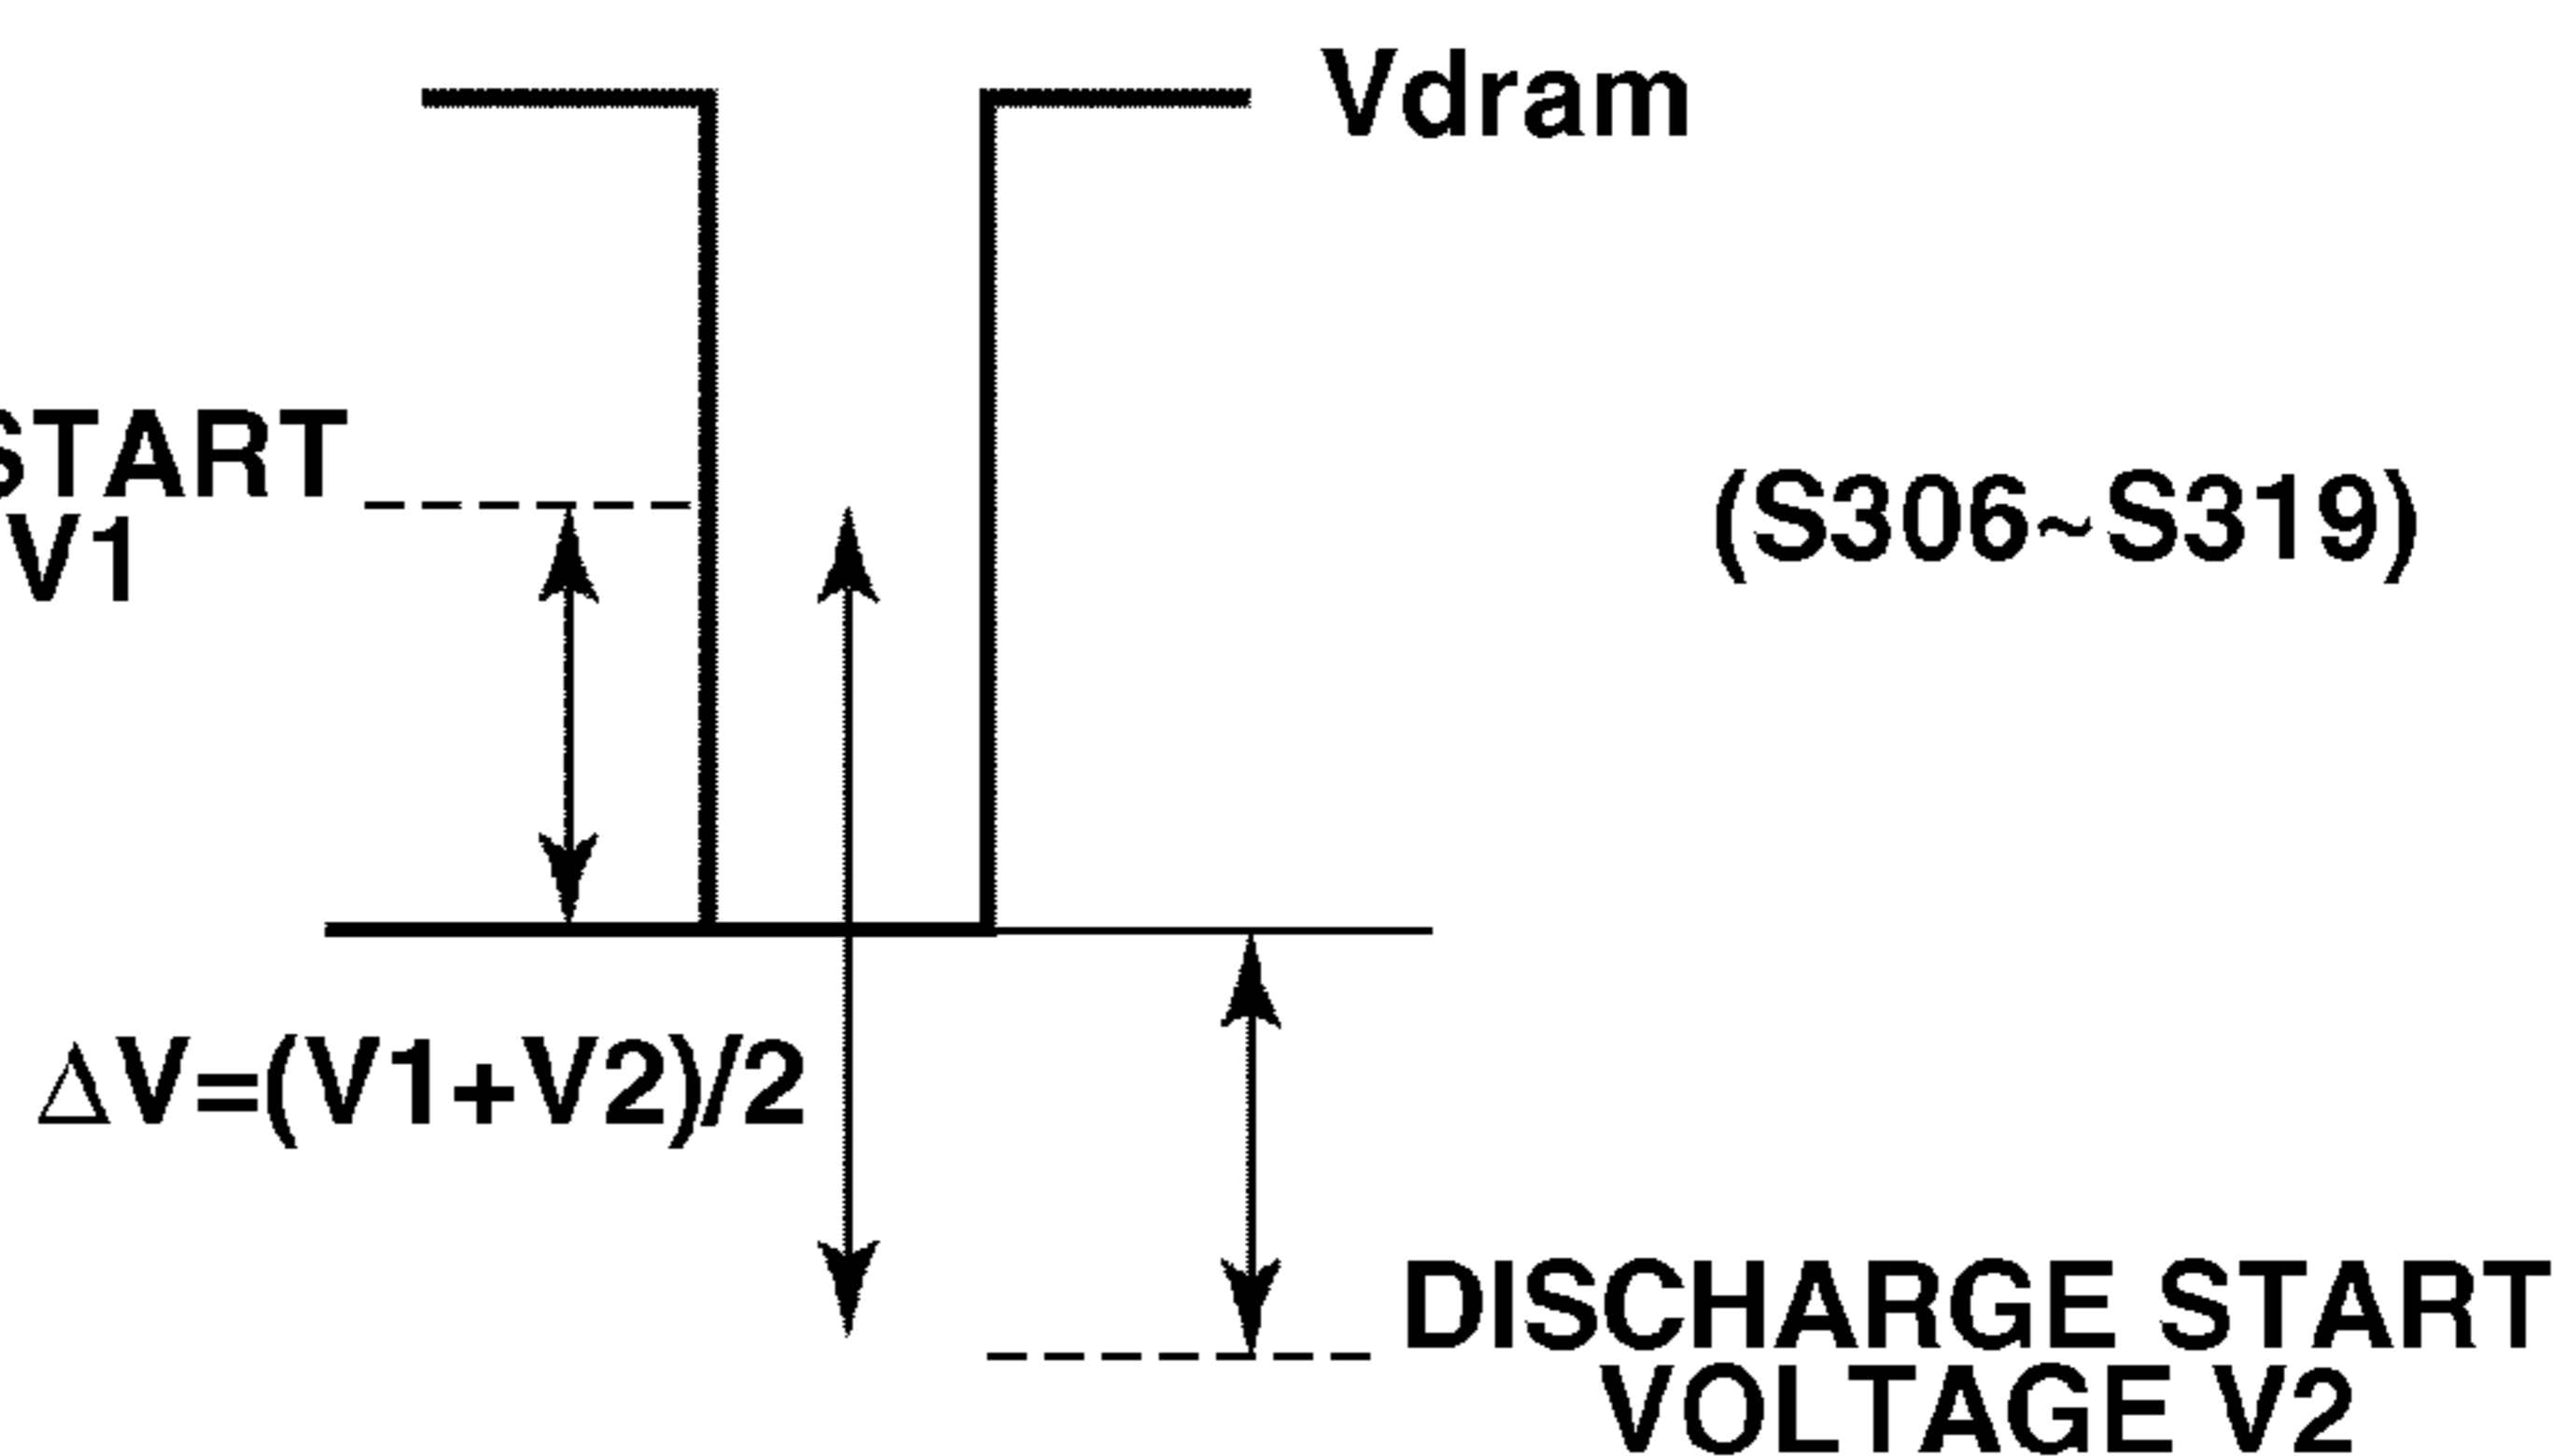 Vdram
START
V1
(S306~S319)
ΔV=(V1+V2)/2
DISCHARGE START
VOLTAGE V2